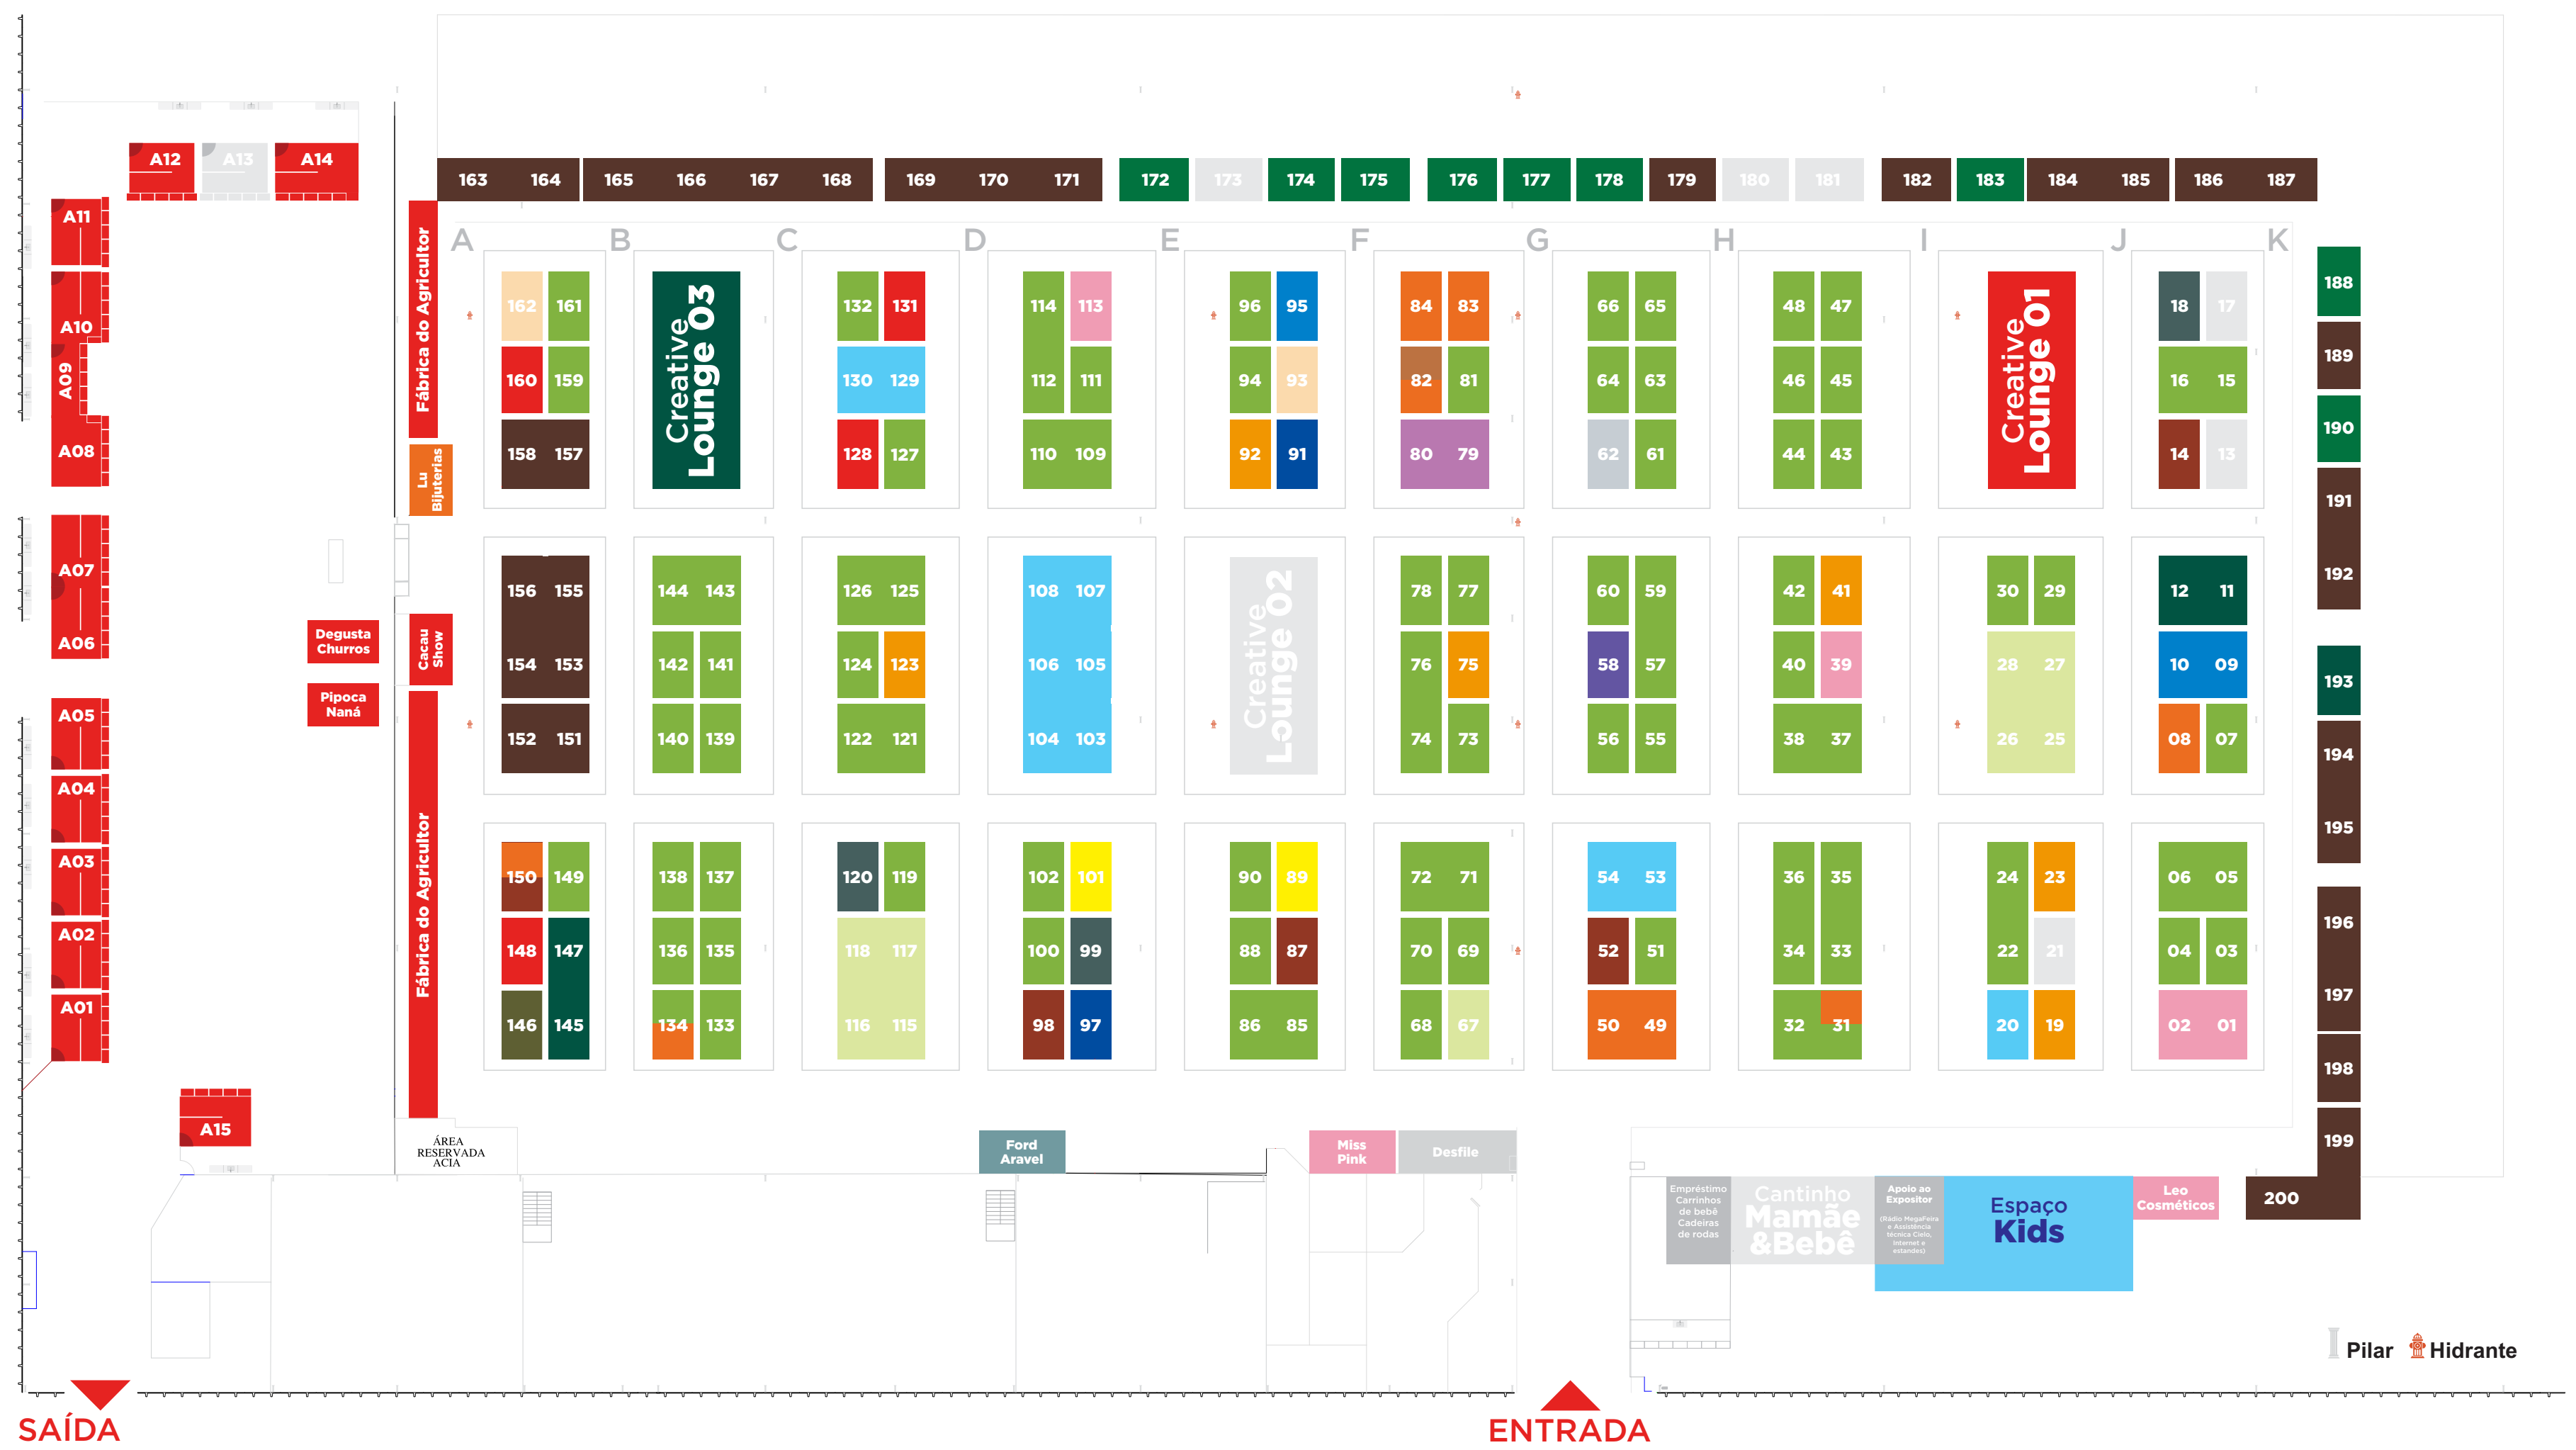 A12 A13 A14
163 164 165 166 167 168 169 170 171 172 173 174 175 176 177 178 179 180 181 182 183 184 185 186 187
A11
A10
A09
A08
A07
A06
A05
A04
A03
A02
A01
A15
Degusta
Churros
Pipoca
Naná
Fábrica do Agricultor
Lu
Bijuterias
Cacau
Show
Fábrica do Agricultor
ÁREA
RESERVADA
ACIA
A B C D E F G H I J K
162 161
160 159
158 157
Creative
Lounge 03
132 131
130 129
128 127
114 113
112 111
110 109
96 95
94 93
92 91
84 83
82 81
80 79
66 65
64 63
62 61
48 47
46 45
44 43
Creative
Lounge 01
18 17
16 15
14 13
156 155
154 153
152 151
144 143
142 141
140 139
126 125
124 123
122 121
108 107
106 105
104 103
Creative
Lounge 02
78 77
76 75
74 73
60 59
58 57
56 55
42 41
40 39
38 37
30 29
28 27
26 25
12 11
10 09
08 07
150 149
148 147
146 145
138 137
136 135
134 133
120 119
118 117
116 115
102 101
100 99
98 97
90 89
88 87
86 85
72 71
70 69
68 67
54 53
52 51
50 49
36 35
34 33
32 31
24 23
22 21
20 19
06 05
04 03
02 01
188
189
190
191
192
193
194
195
196
197
198
199
200
Ford
Aravel
Miss
Pink
Desfile
Empréstimo
Carrinhos
de bebê
Cadeiras
de rodas
Cantinho
Mamãe
&Bebê
Apoio ao
Expositor
(Rádio MegaFeira
e Assistência
técnica Cielo,
Internet e
estandes)
Espaço
Kids
Leo
Cosméticos
Pilar Hidrante
SAÍDA
ENTRADA